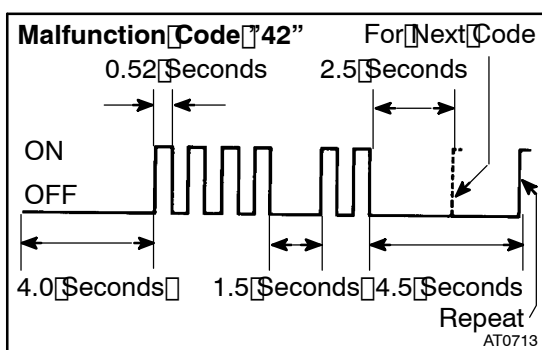 Malfunction Code ”42” For Next Code
0.52 Seconds 2.5 Seconds
ON
OFF
4.0 Seconds 1.5 Seconds 4.5 Seconds
Repeat
AT0713